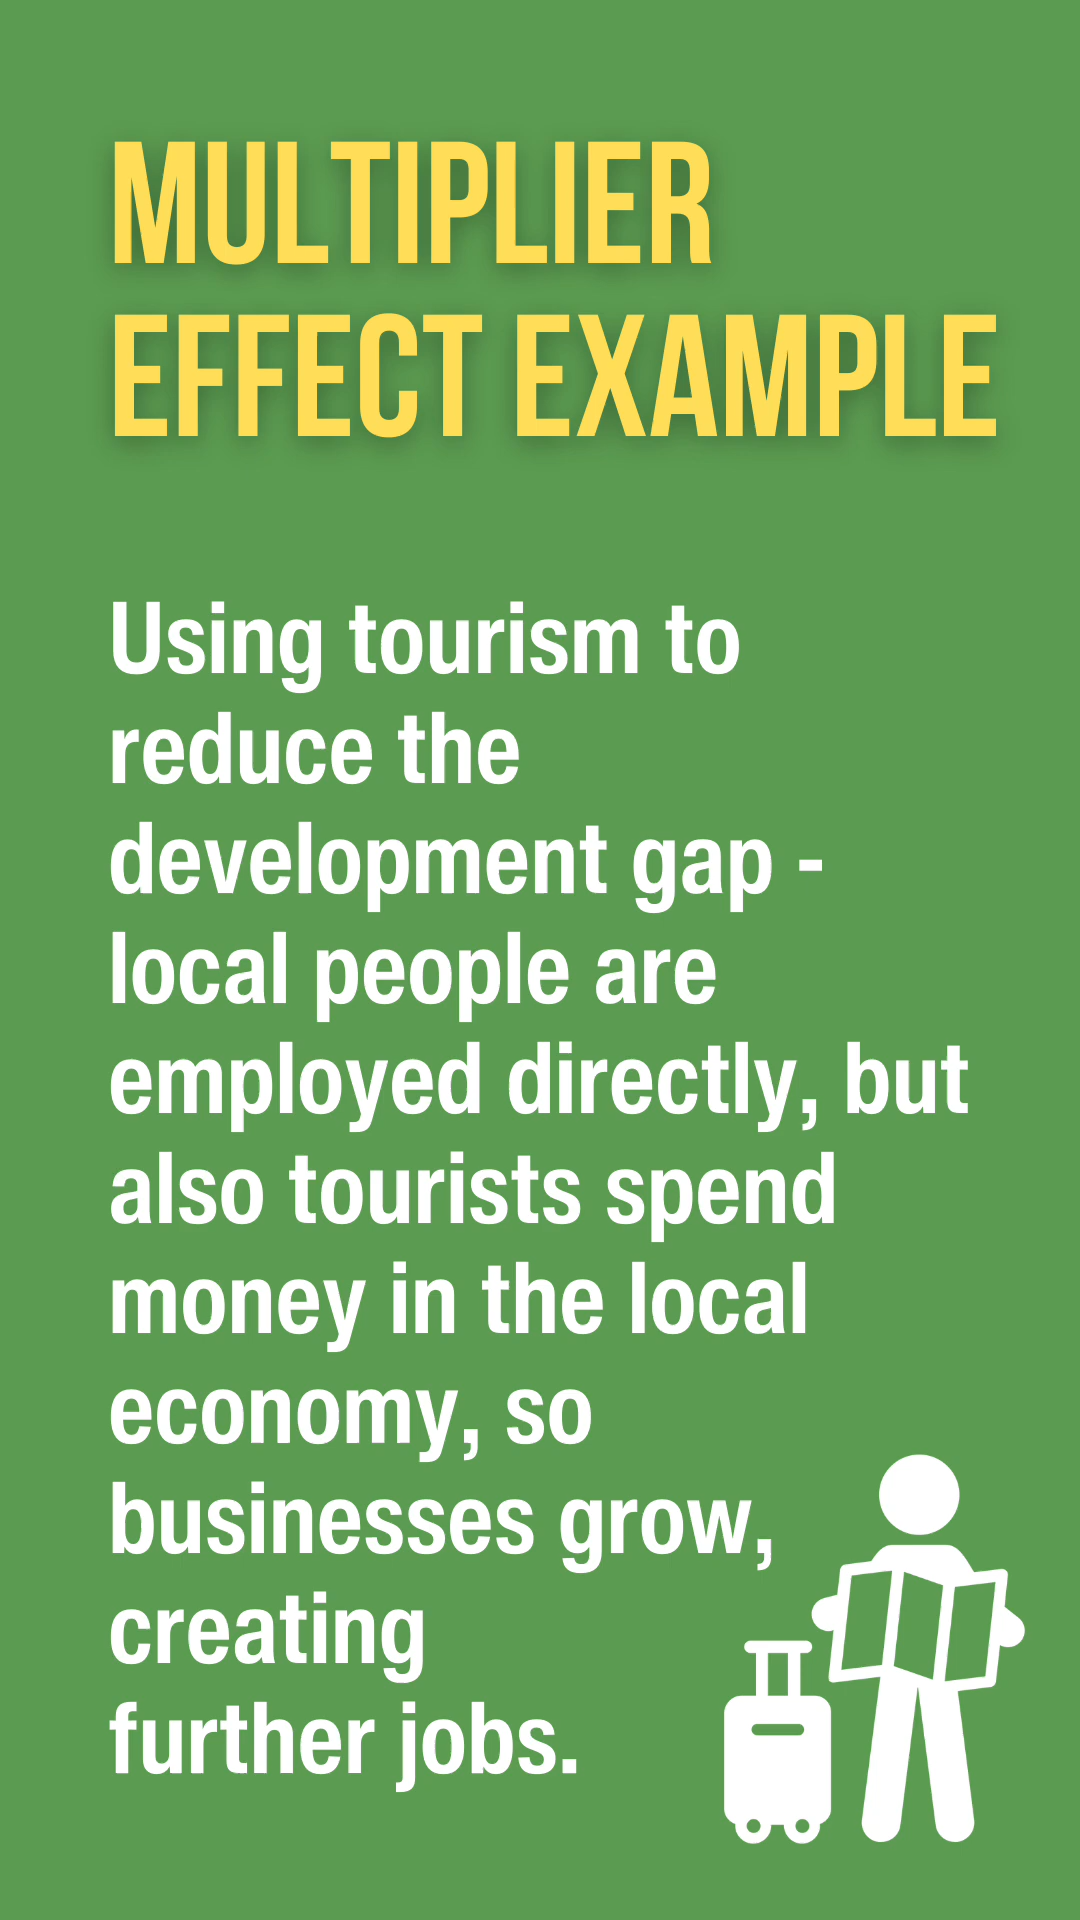 MULTIPLIER
EFFECT EXAMPLE
Using tourism to
reduce the
development gap -
local people are
employed directly, but
also tourists spend
money in the local
economy, so
businesses grow,
creating
further jobs.